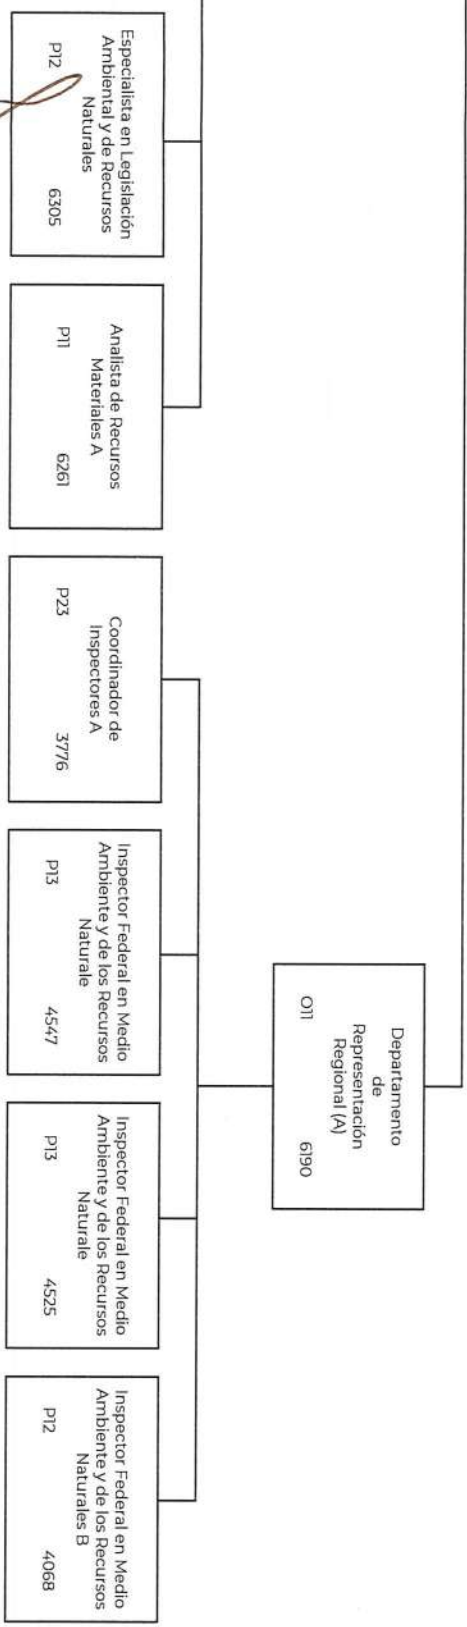 Departamento
de
Representación
Regional (A)
O11 6190
Especialista en Legislación
Ambiental y de Recursos
Naturales
P12 6305
Analista de Recursos
Materiales A
P11 6261
Coordinador de
Inspectores A
P23 3776
Inspector Federal en Medio
Ambiente y de los Recursos
Naturale
P13 4547
Inspector Federal en Medio
Ambiente y de los Recursos
Naturale
P13 4525
Inspector Federal en Medio
Ambiente y de los Recursos
Naturales B
P12 4068